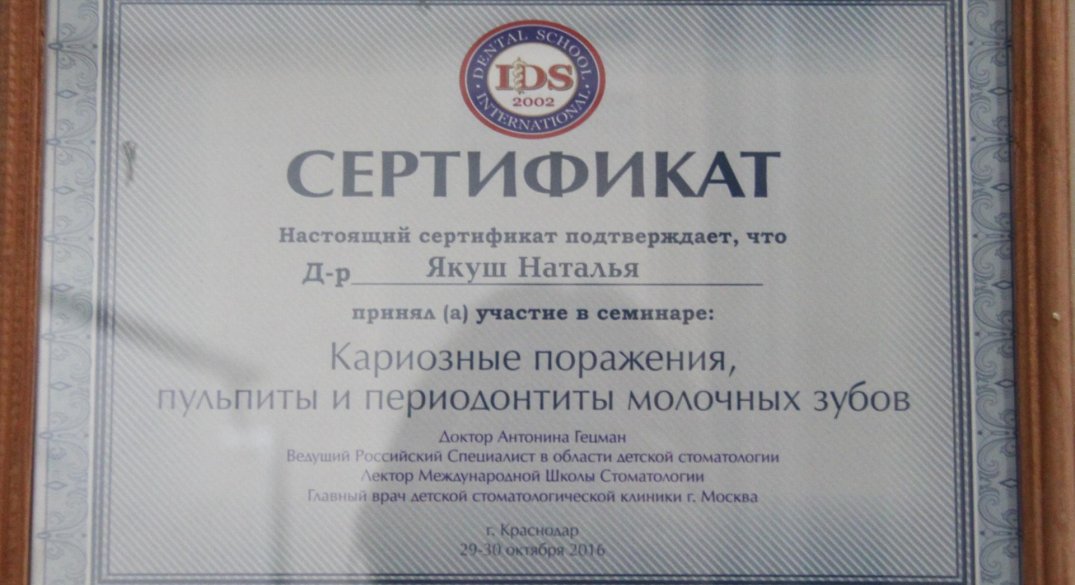 DENTAL SCHOOL
IDS
2002
INTERNATIONAL
СЕРТИФИКАТ
Настоящий сертификат подтверждает, что
Д-р Якуш Наталья
принял (а) участие в семинаре:
Кариозные поражения,
пульпиты и периодонтиты молочных зубов
Доктор Антонина Гецман
Ведущий Российский Специалист в области детской стоматологии
Лектор Международной Школы Стоматологии
Главный врач детской стоматологической клиники г. Москва
г. Краснодар
29-30 октября 2016